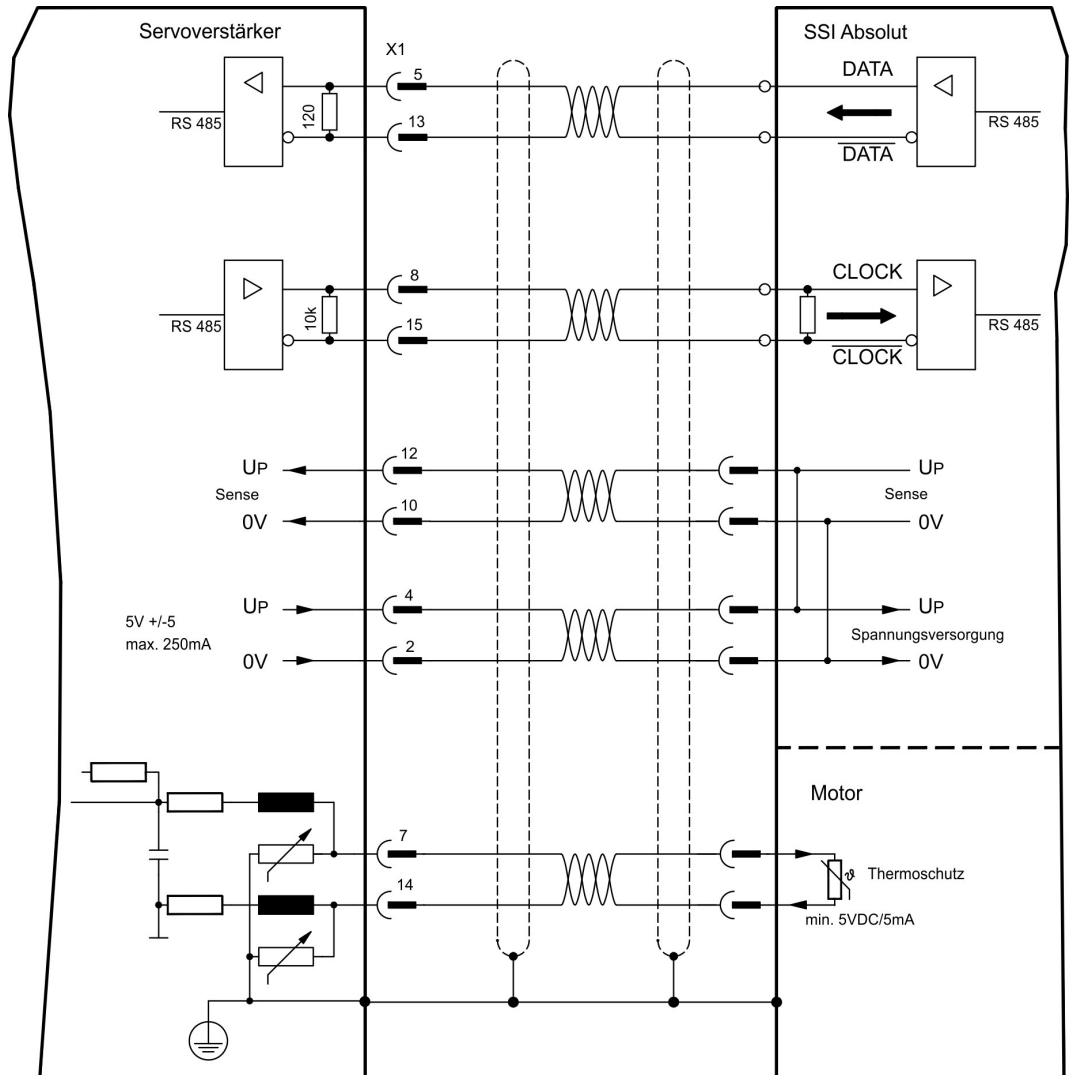 Servoverstärker
X1
SSI Absolut
5
DATA
RS 485
120
13
RS 485
DATA
8
CLOCK
RS 485
10k
15
RS 485
CLOCK
12
UP
UP
Sense
Sense
10
0V
0V
4
UP
UP
5V +/-5
max. 250mA
Spannungsversorgung
2
0V
0V
Motor
7
ϑ
Thermoschutz
14
min. 5VDC/5mA